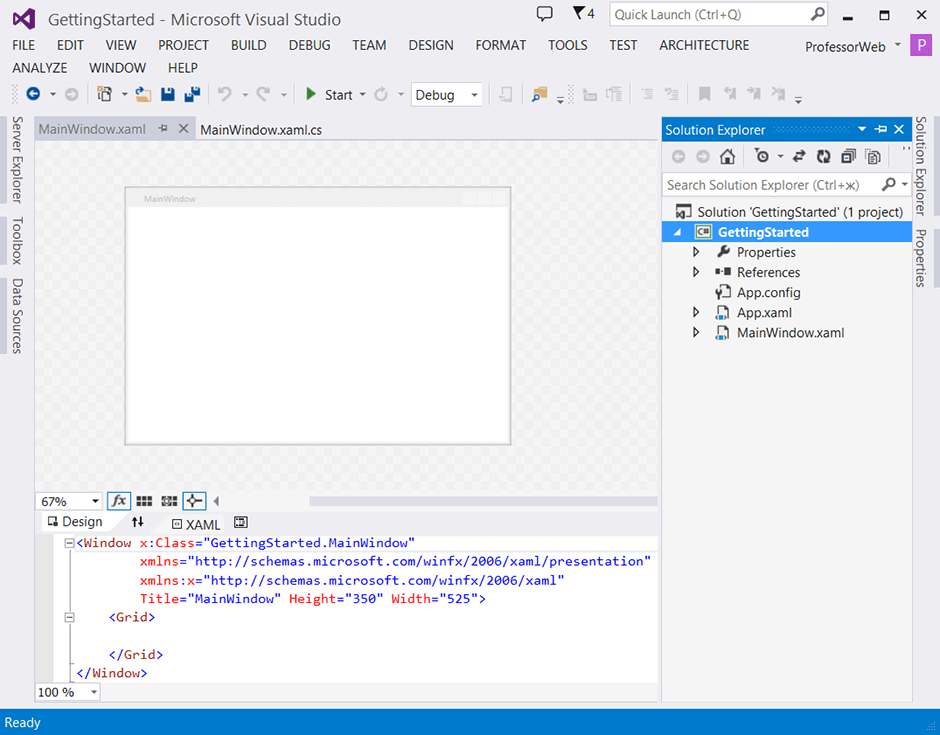 GettingStarted - Microsoft Visual Studio
4
Quick Launch (Ctrl+Q)
FILE EDIT VIEW PROJECT BUILD DEBUG TEAM DESIGN FORMAT TOOLS TEST ARCHITECTURE
ProfessorWeb
P
ANALYZE WINDOW HELP
Start
Debug
Server Explorer
Toolbox
Data Sources
MainWindow.xaml
MainWindow.xaml.cs
MainWindow
67%
fx
Design
XAML
<Window x:Class="GettingStarted.MainWindow"
xmlns="http://schemas.microsoft.com/winfx/2006/xaml/presentation"
xmlns:x="http://schemas.microsoft.com/winfx/2006/xaml"
Title="MainWindow" Height="350" Width="525">
<Grid>
</Grid>
</Window>
100 %
Solution Explorer
Search Solution Explorer (Ctrl+ж)
Solution 'GettingStarted' (1 project)
C#
GettingStarted
Properties
References
App.config
App.xaml
MainWindow.xaml
Solution Explorer
Properties
Ready